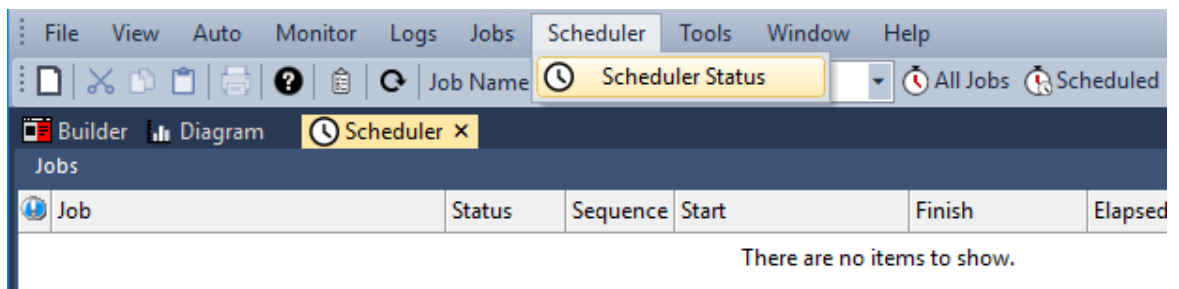 File View Auto Monitor Logs Jobs Scheduler Tools Window Help
Job Name Scheduler Status All Jobs Scheduled
Builder Diagram Scheduler
Jobs
Job Status Sequence Start Finish Elapsed
There are no items to show.